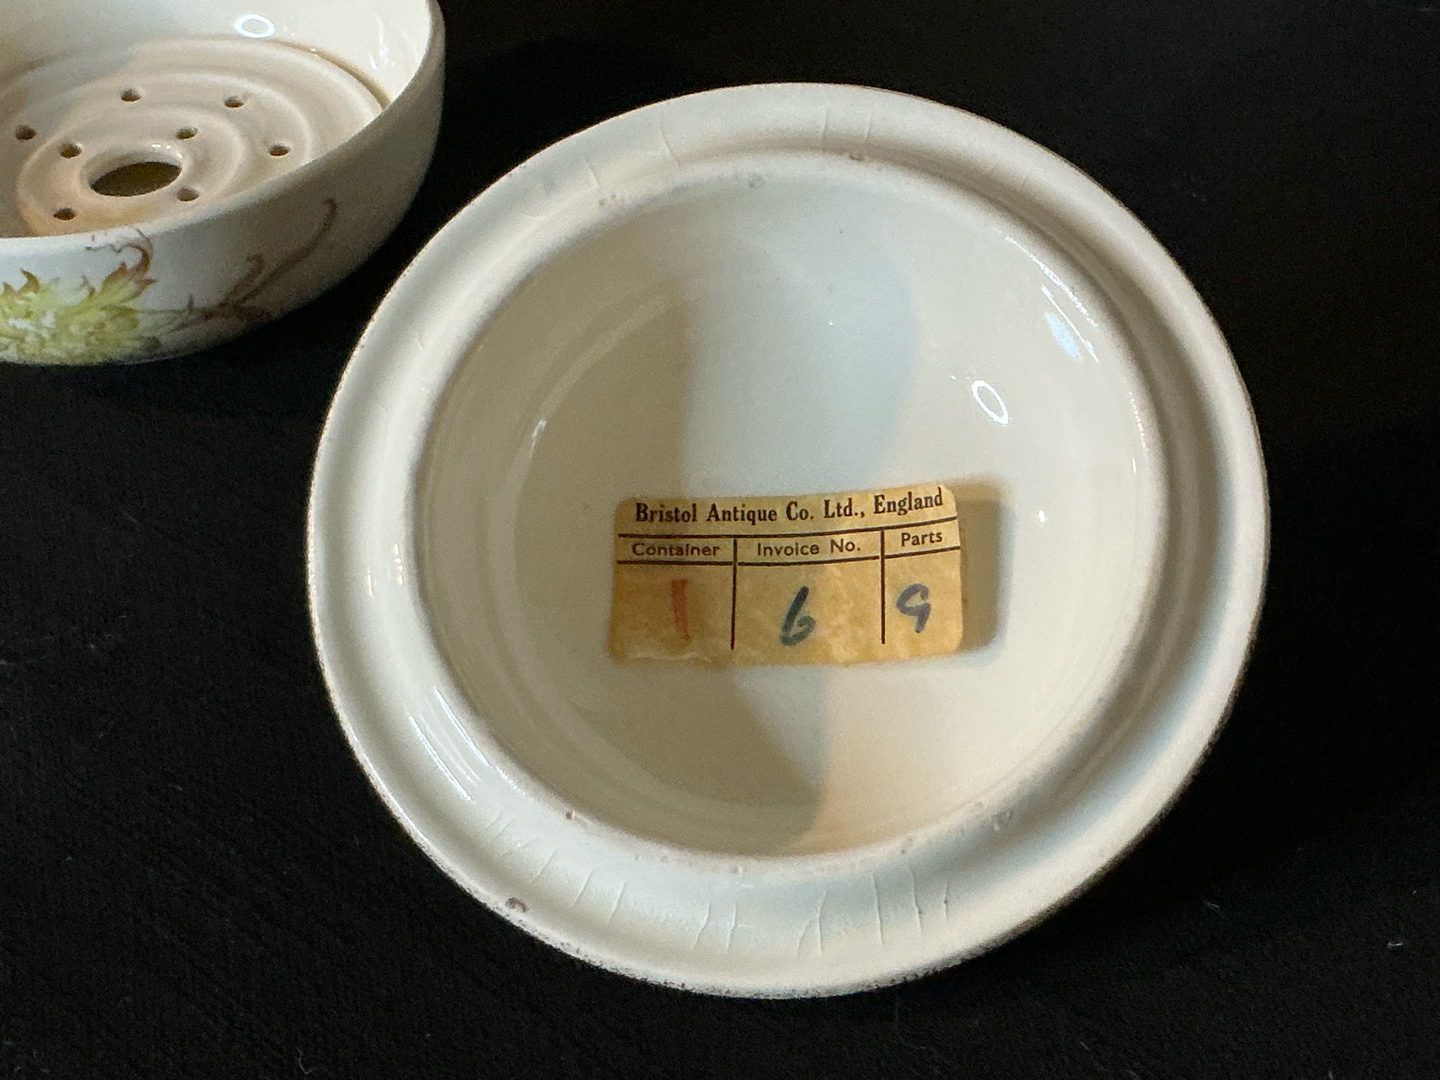 Bristol Antique Co. Ltd., England
Container Invoice No. Parts
1 6 9